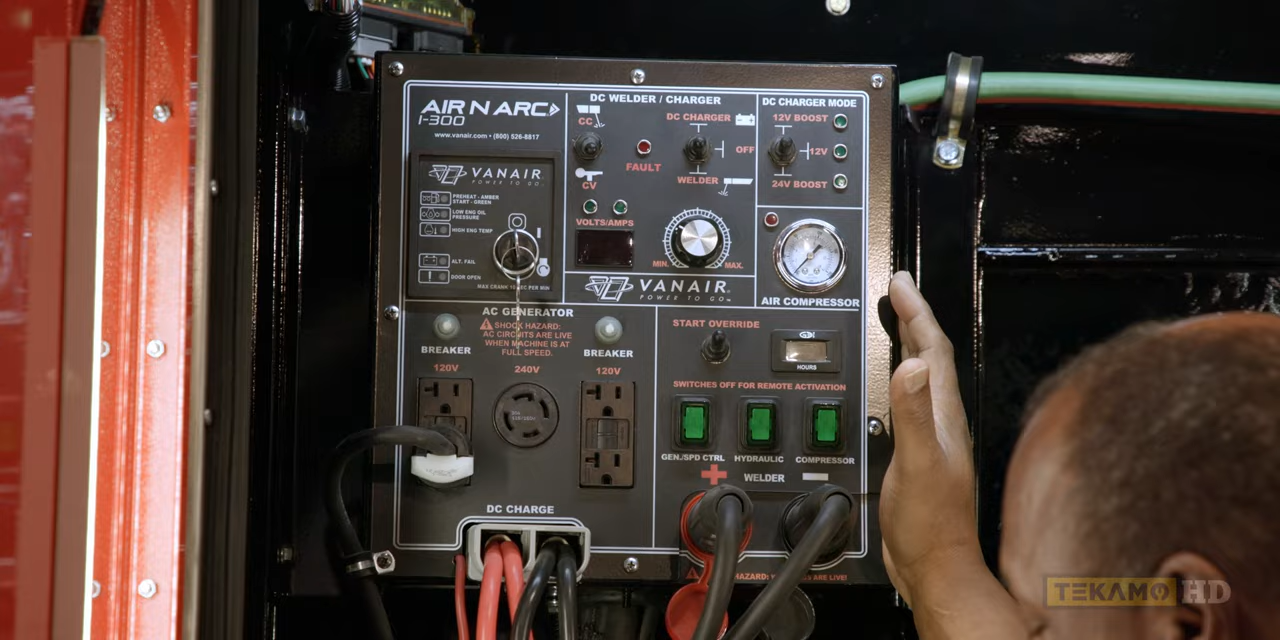 AIR N ARC
I-300
www.vanair.com • (800) 526-8817
VANAIR
POWER TO GO
PREHEAT - AMBER
START - GREEN
LOW ENG OIL
PRESSURE
HIGH ENG TEMP
ALT. FAIL
DOOR OPEN
DC WELDER / CHARGER
CC
CV
FAULT
DC CHARGER
OFF
WELDER
VOLTS/AMPS
MIN.
MAX.
VANAIR
POWER TO GO
DC CHARGER MODE
12V BOOST
12V
24V BOOST
AIR COMPRESSOR
AC GENERATOR
SHOCK HAZARD:
AC CIRCUITS ARE LIVE
WHEN MACHINE IS AT
FULL SPEED.
BREAKER
BREAKER
120V
240V
120V
START OVERRIDE
HOURS
SWITCHES OFF FOR REMOTE ACTIVATION
GEN./SPD CTRL
HYDRAULIC
COMPRESSOR
+ WELDER -
DC CHARGE
HAZARD:
ARE LIVE!
TEKAMO HD